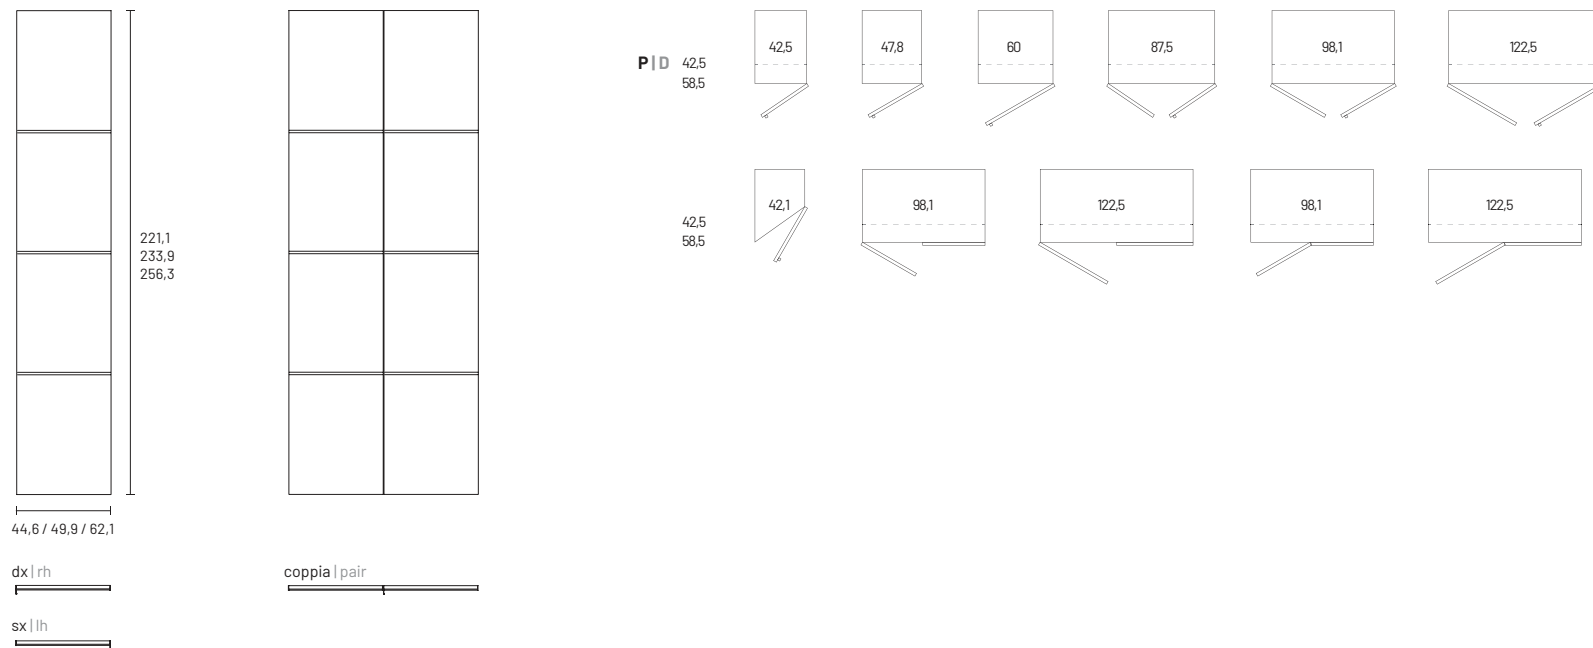 42,5 47,8 60 87,5 98,1 122,5
P|D 42,5
58,5
42,1 98,1 122,5 98,1 122,5
42,5
58,5
221,1
233,9
256,3
44,6 / 49,9 / 62,1
dx|rh
coppia|pair
sx|lh